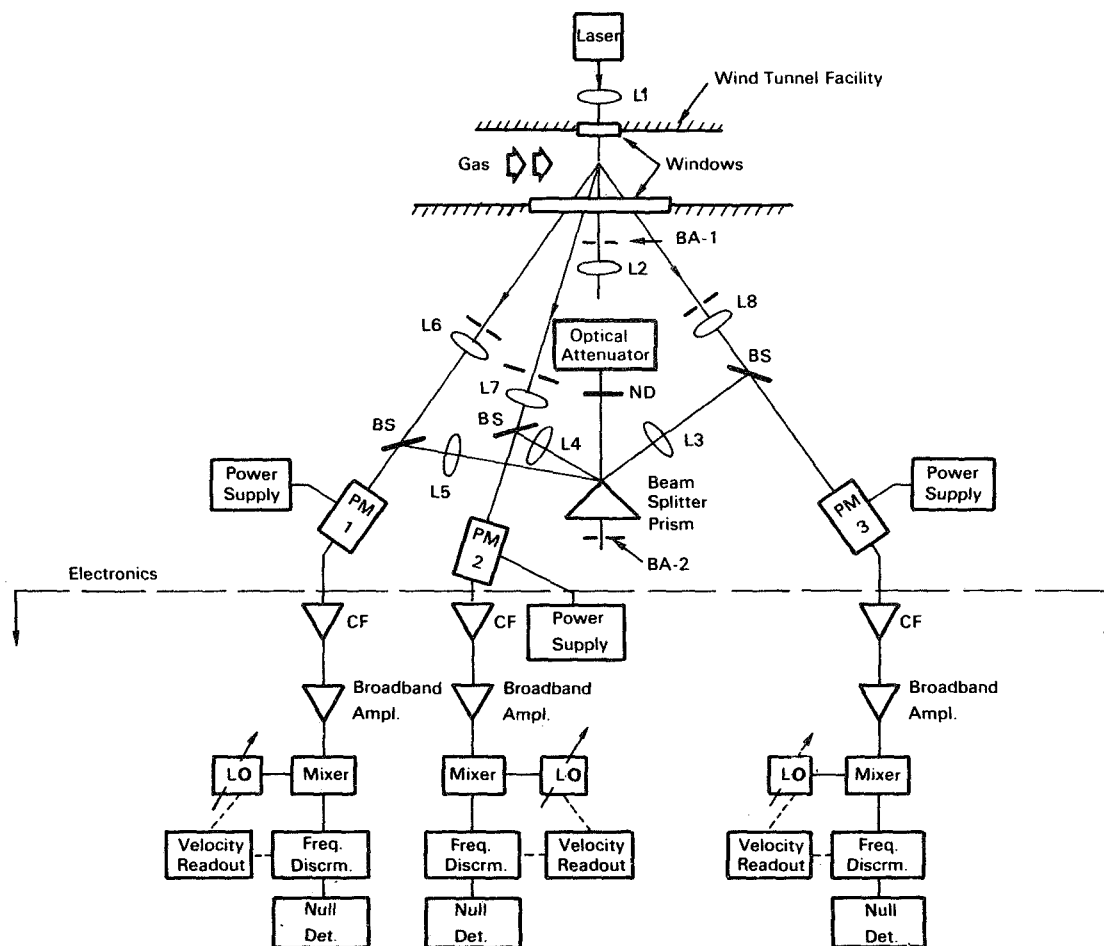 Laser
L1
Wind Tunnel Facility
Gas
Windows
BA-1
L2
L6
L8
Optical
Attenuator
BS
L7
ND
BS
BS
L4
L3
L5
Power
Supply
Beam
Splitter
Prism
Power
Supply
PM
1
PM
2
PM
3
BA-2
Electronics
CF
CF
Power
Supply
CF
Broadband
Ampl.
Broadband
Ampl.
Broadband
Ampl.
LO
Mixer
Mixer
LO
LO
Mixer
Velocity
Readout
Freq.
Discrm.
Freq.
Discrm.
Velocity
Readout
Velocity
Readout
Freq.
Discrm.
Null
Det.
Null
Det.
Null
Det.